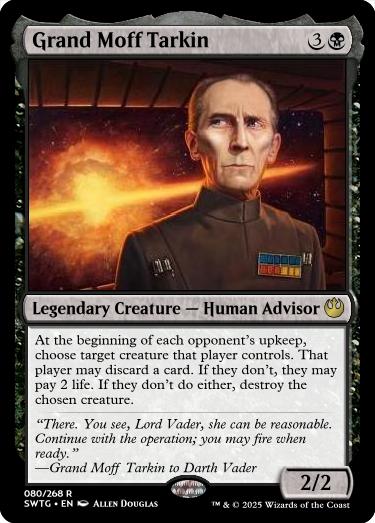 Grand Moff Tarkin 3
Legendary Creature — Human Advisor
At the beginning of each opponent's upkeep,
choose target creature that player controls. That
player may discard a card. If they don't, they may
pay 2 life. If they don't do either, destroy the
chosen creature.
“There. You see, Lord Vader, she can be reasonable.
Continue with the operation; you may fire when
ready.”
—Grand Moff Tarkin to Darth Vader
2/2
080/268 R
SWTG • EN ALLEN DOUGLAS ™ & © 2025 Wizards of the Coast